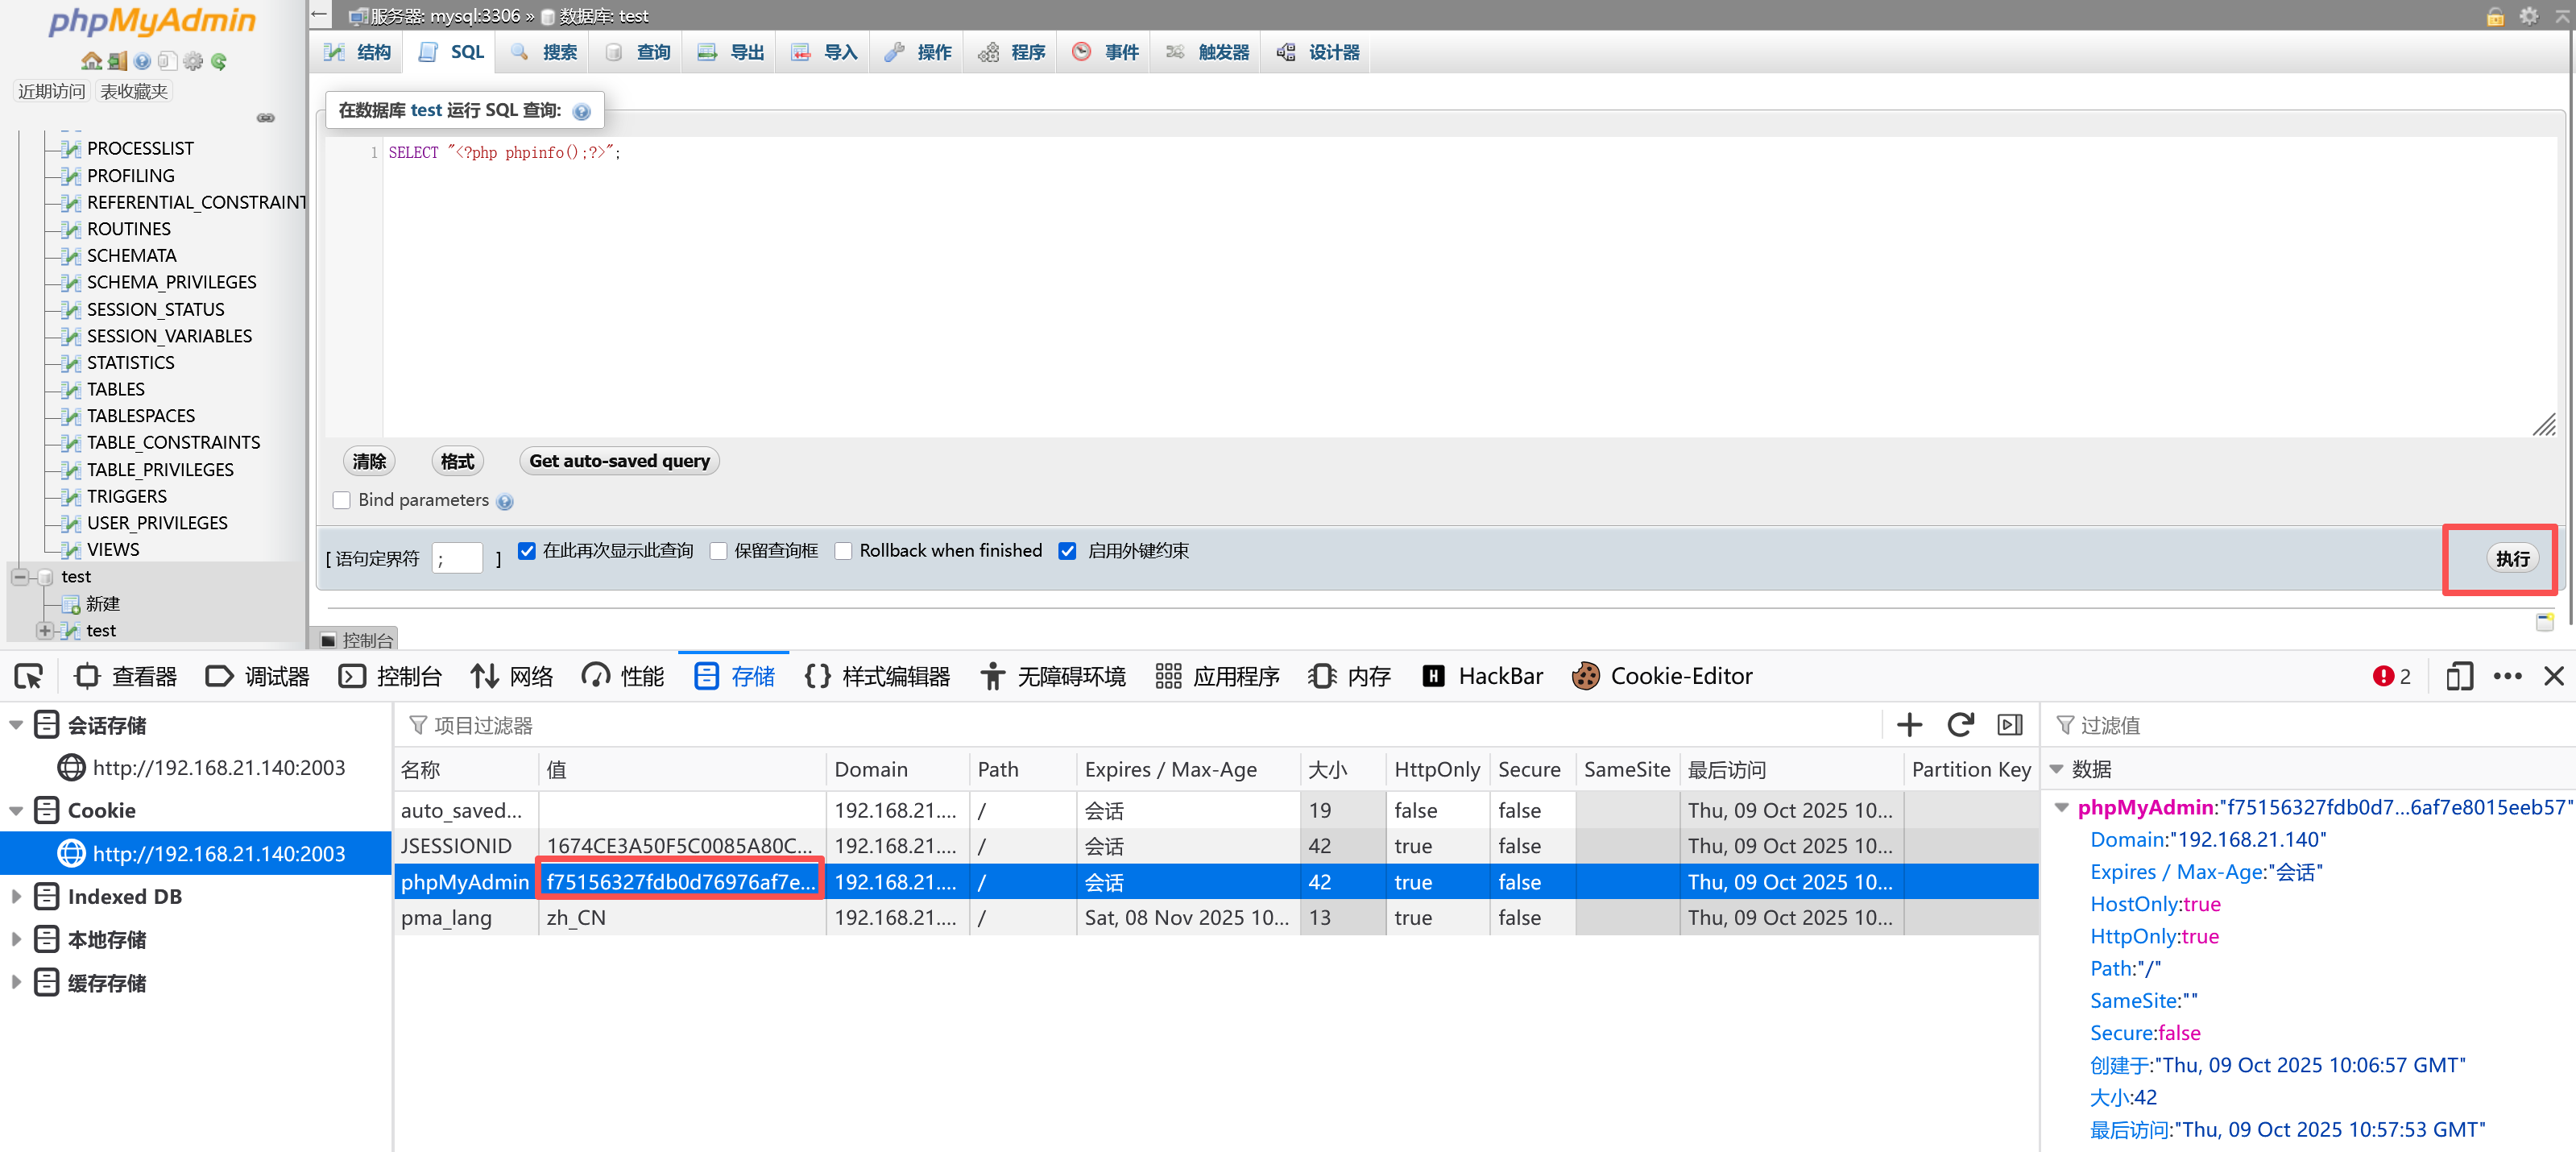 phpMyAdmin
近期访问 表收藏夹
PROCESSLIST
PROFILING
REFERENTIAL_CONSTRAINT
ROUTINES
SCHEMATA
SCHEMA_PRIVILEGES
SESSION_STATUS
SESSION_VARIABLES
STATISTICS
TABLES
TABLESPACES
TABLE_CONSTRAINTS
TABLE_PRIVILEGES
TRIGGERS
USER_PRIVILEGES
VIEWS
test
新建
test
服务器: mysql:3306 » 数据库: test
结构 SQL 搜索 查询 导出 导入 操作 程序 事件 触发器 设计器
在数据库 test 运行 SQL 查询:
1 SELECT "<?php phpinfo();?>";
清除 格式 Get auto-saved query
Bind parameters
[ 语句定界符 ; ] 在此再次显示此查询 保留查询框 Rollback when finished 启用外键约束 执行
控制台
查看器 调试器 控制台 网络 性能 存储 样式编辑器 无障碍环境 应用程序 内存 HackBar Cookie-Editor 2
会话存储
http://192.168.21.140:2003
Cookie
http://192.168.21.140:2003
Indexed DB
本地存储
缓存存储
项目过滤器
名称 值 Domain Path Expires / Max-Age 大小 HttpOnly Secure SameSite 最后访问 Partition Key
auto_saved... 192.168.21.... / 会话 19 false false Thu, 09 Oct 2025 10...
JSESSIONID 1674CE3A50F5C0085A80C... 192.168.21.... / 会话 42 true false Thu, 09 Oct 2025 10...
phpMyAdmin f75156327fdb0d76976af7e... 192.168.21.... / 会话 42 true false Thu, 09 Oct 2025 10...
pma_lang zh_CN 192.168.21.... / Sat, 08 Nov 2025 10... 13 true false Thu, 09 Oct 2025 10...
过滤值
数据
phpMyAdmin:"f75156327fdb0d7...6af7e8015eeb57"
Domain:"192.168.21.140"
Expires / Max-Age:"会话"
HostOnly:true
HttpOnly:true
Path:"/"
SameSite:""
Secure:false
创建于:"Thu, 09 Oct 2025 10:06:57 GMT"
大小:42
最后访问:"Thu, 09 Oct 2025 10:57:53 GMT"